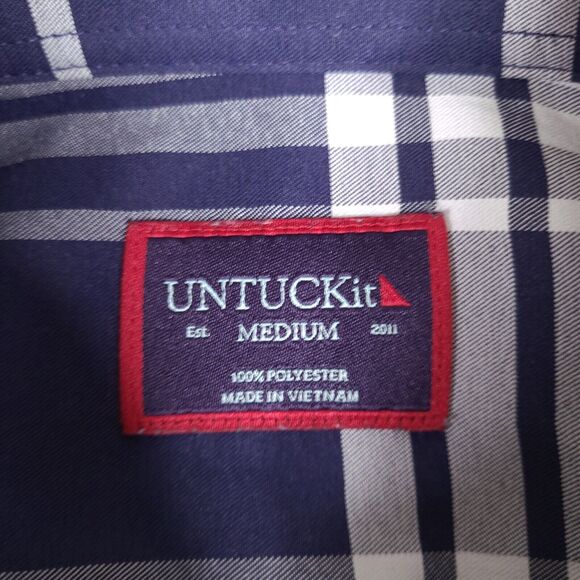 UNTUCKit
Est. MEDIUM 2011
100% POLYESTER
MADE IN VIETNAM